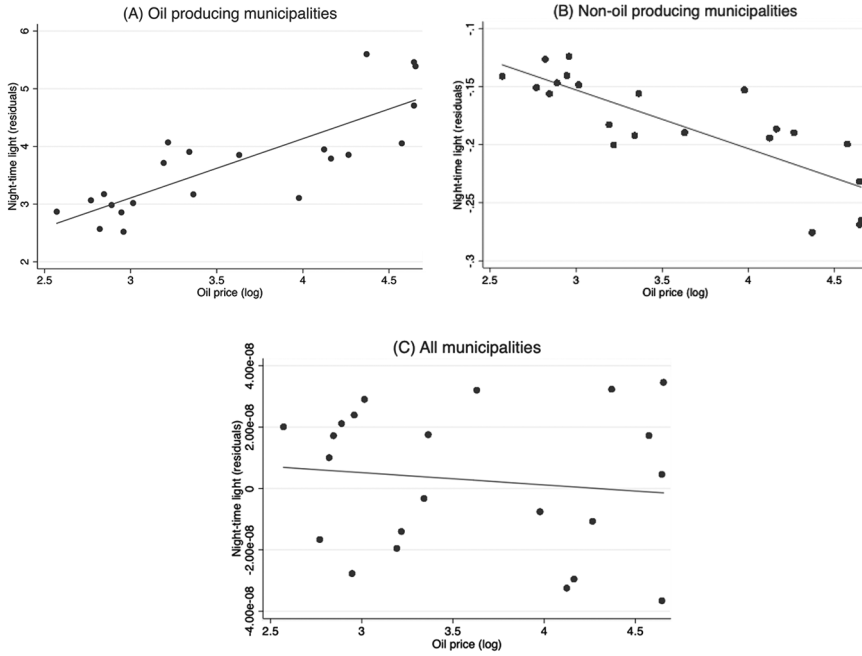 (A) Oil producing municipalities
Night-time light (residuals)
6
5
4
3
2
2.5 3 3.5 4 4.5
Oil price (log)
(B) Non-oil producing municipalities
Night-time light (residuals)
-.1
-.15
-.2
-.25
-.3
2.5 3 3.5 4 4.5
Oil price (log)
(C) All municipalities
Night-time light (residuals)
4.00e-08
2.00e-08
0
-2.00e-08
-4.00e-08
2.5 3 3.5 4 4.5
Oil price (log)